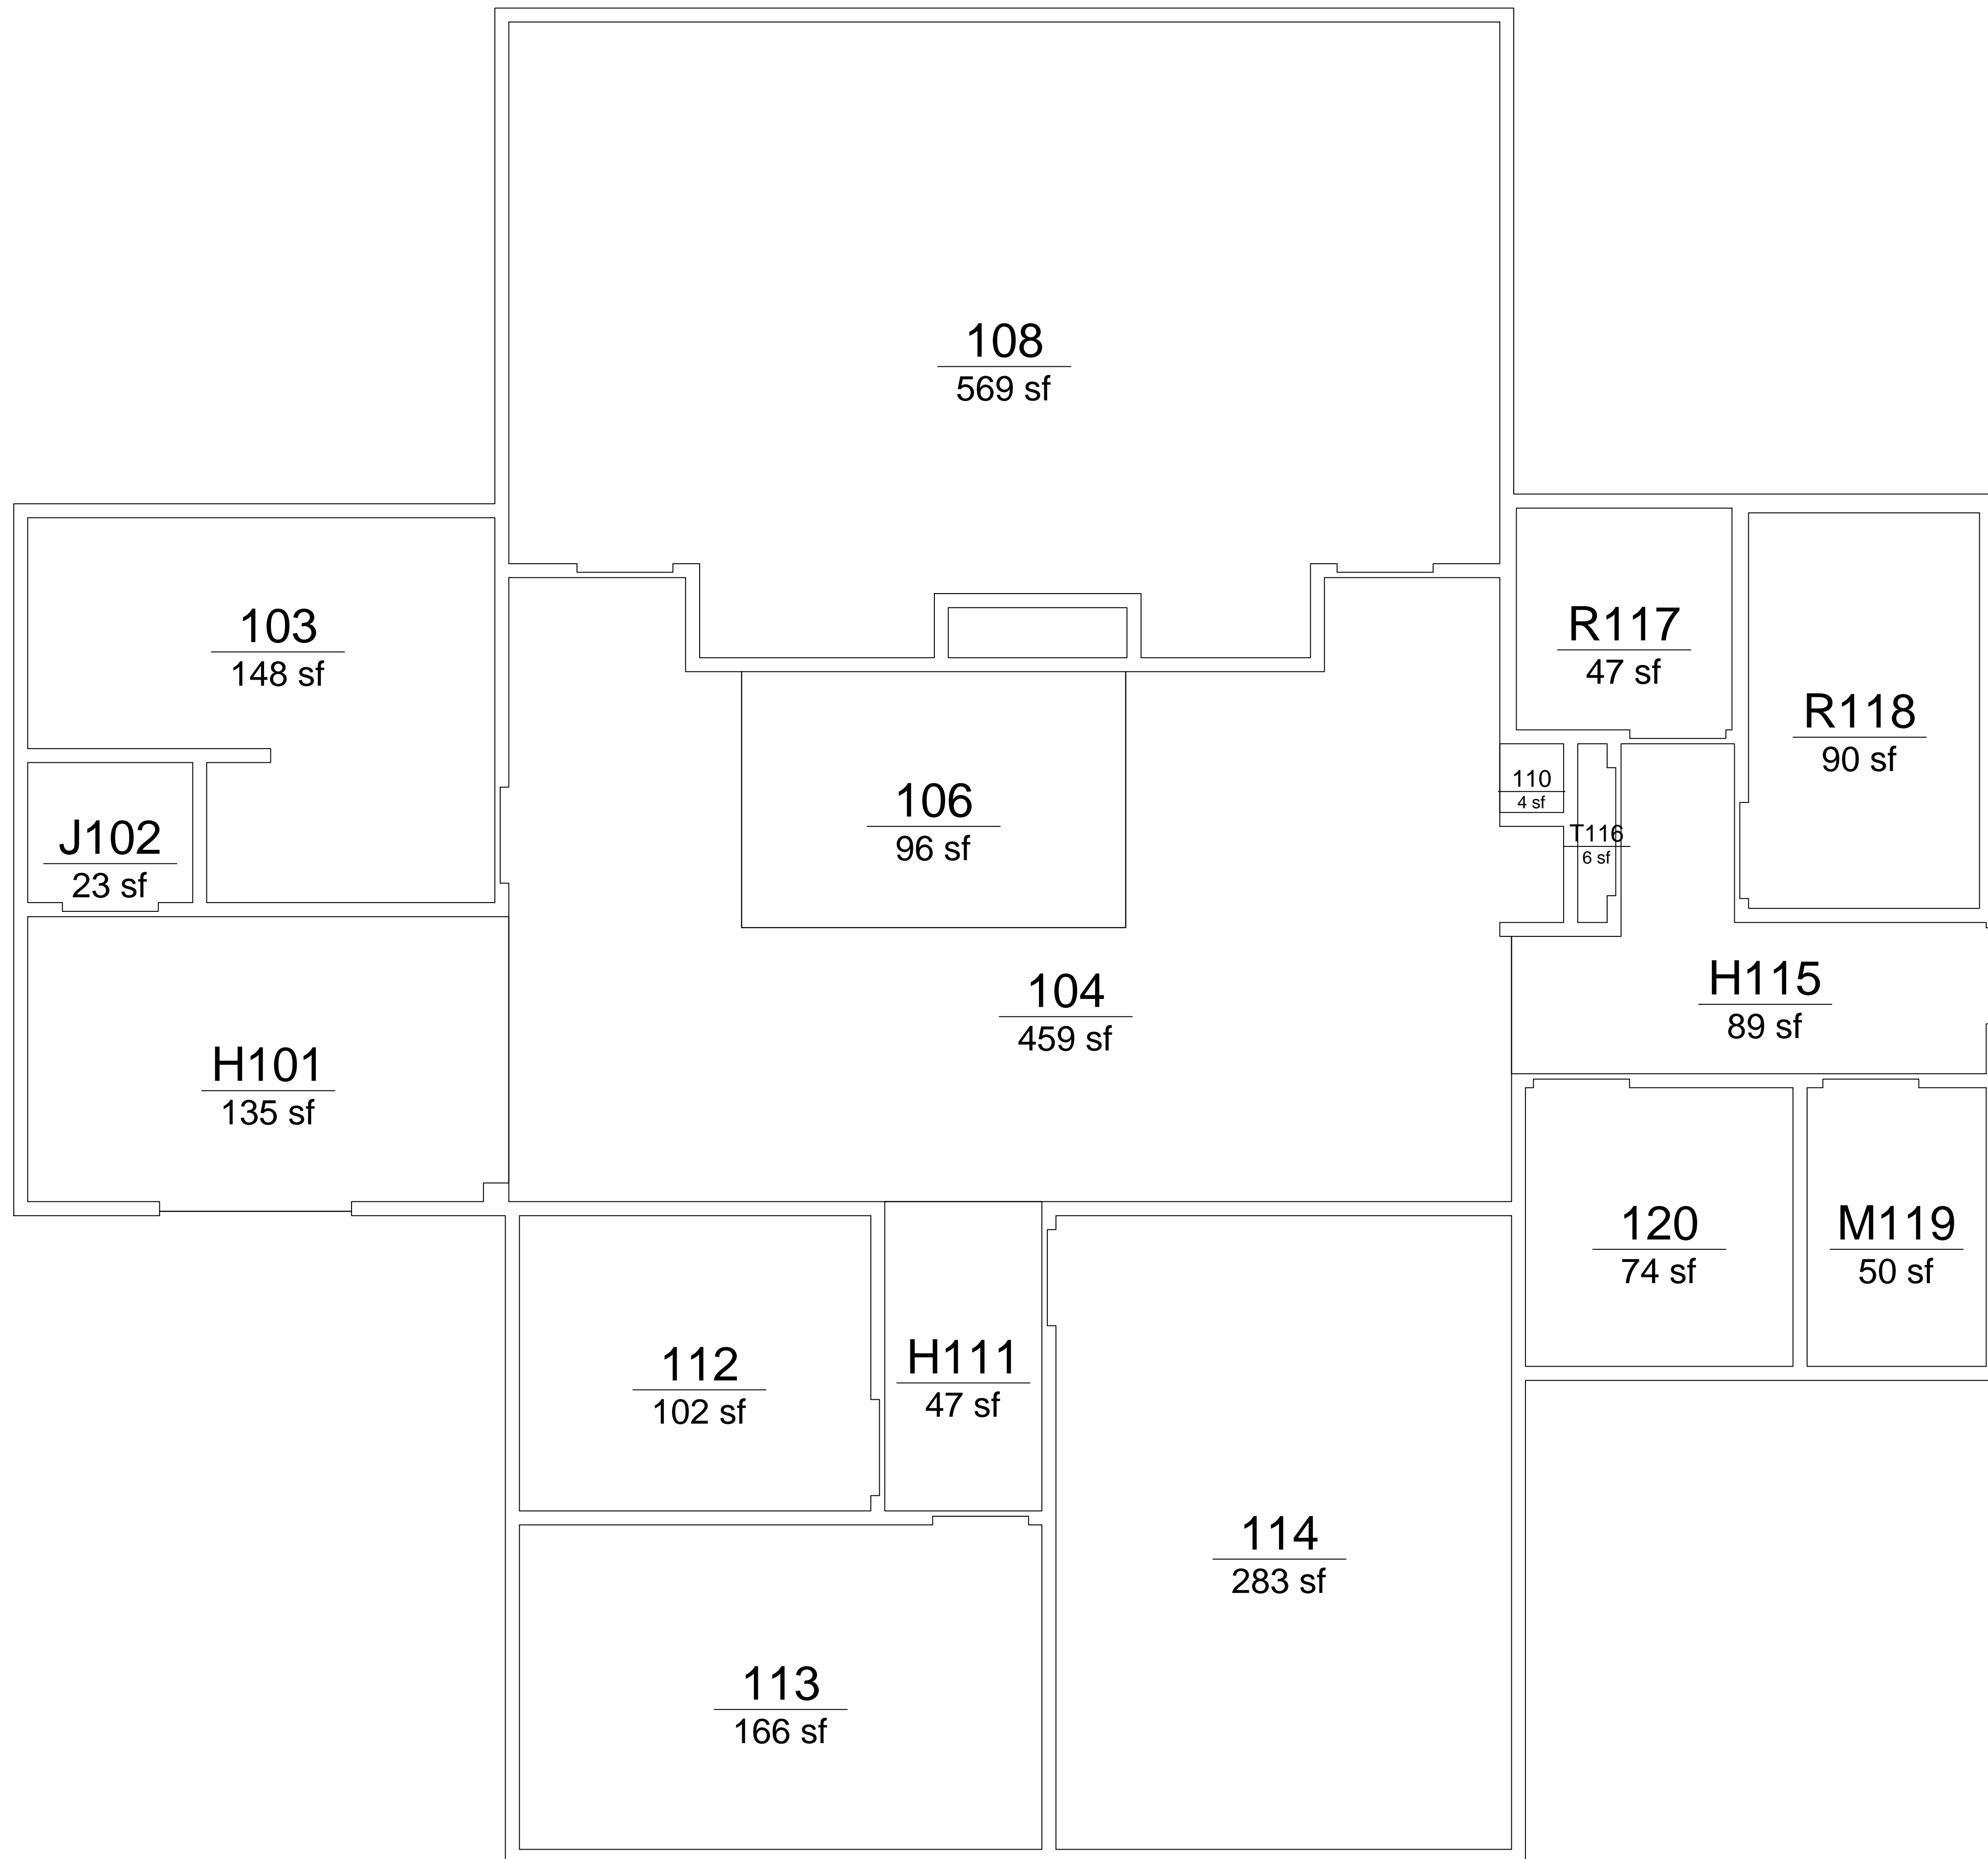 108
569 sf
103
148 sf
R117
47 sf
R118
90 sf
110
4 sf
106
96 sf
T116
6 sf
J102
23 sf
104
459 sf
H115
89 sf
H101
135 sf
120
74 sf
M119
50 sf
112
102 sf
H111
47 sf
114
283 sf
113
166 sf